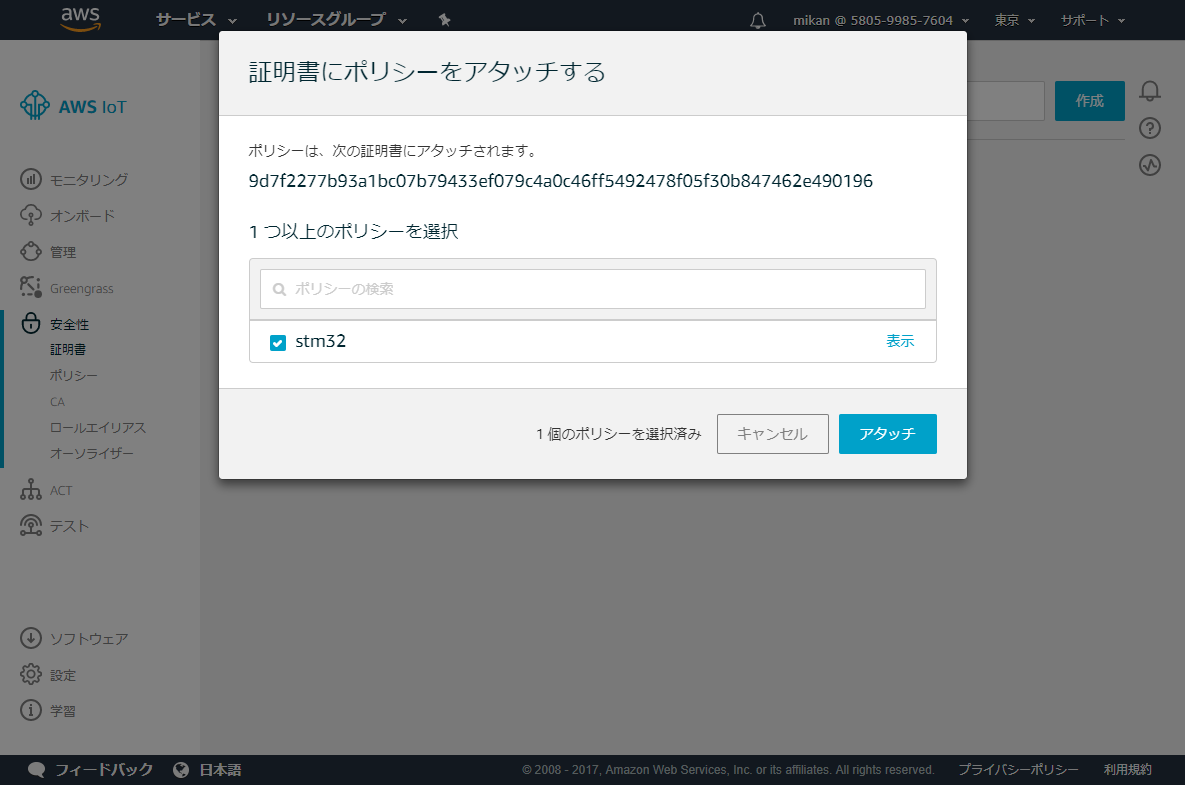 aws サービス リソースグループ mikan @ 5805-9985-7604 東京 サポート
証明書にポリシーをアタッチする
AWS IoT
作成
ポリシーは、次の証明書にアタッチされます。
9d7f2277b93a1bc07b79433ef079c4a0c46ff5492478f05f30b847462e490196
モニタリング
オンボード
1 つ以上のポリシーを選択
管理
Greengrass
ポリシーの検索
安全性
stm32 表示
証明書
ポリシー
CA
ロールエイリアス
1 個のポリシーを選択済み キャンセル アタッチ
オーソライザー
ACT
テスト
ソフトウェア
設定
学習
フィードバック 日本語 © 2008 - 2017, Amazon Web Services, Inc. or its affiliates. All rights reserved. プライバシーポリシー 利用規約